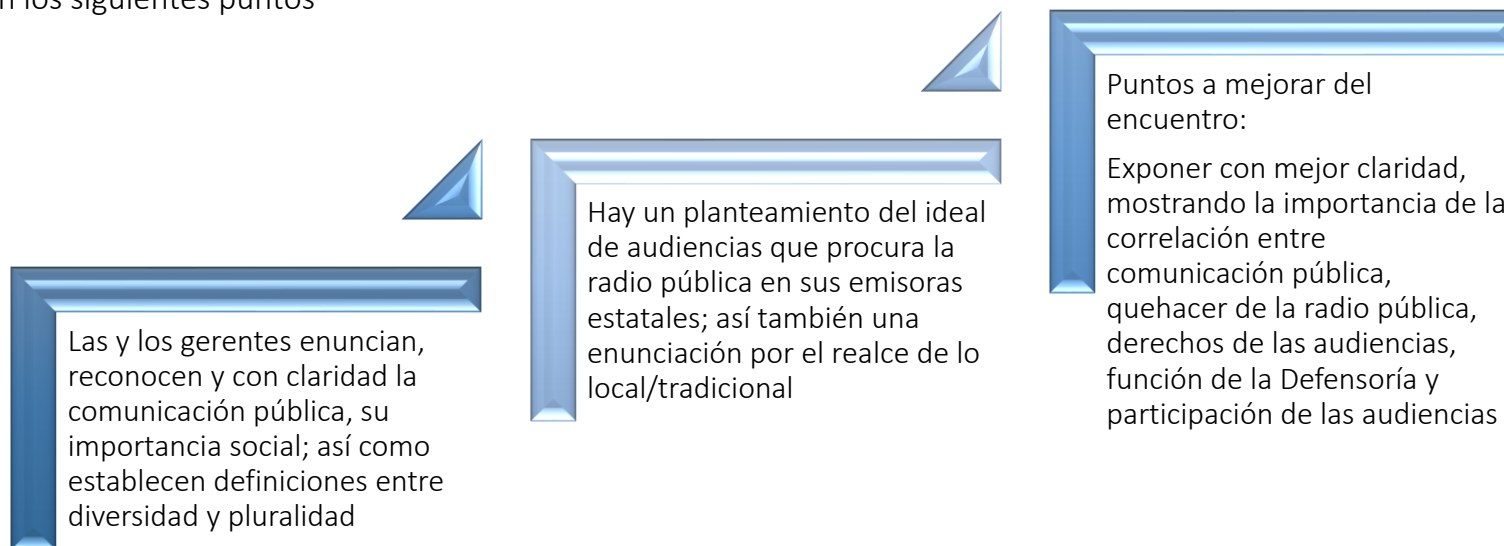 los siguientes puntos
Las y los gerentes enuncian,
reconocen y con claridad la
comunicación pública, su
importancia social; así como
establecen definiciones entre
diversidad y pluralidad
Hay un planteamiento del ideal
de audiencias que procura la
radio pública en sus emisoras
estatales; así también una
enunciación por el realce de lo
local/tradicional
Puntos a mejorar del
encuentro:
Exponer con mejor claridad,
mostrando la importancia de la
correlación entre
comunicación pública,
quehacer de la radio pública,
derechos de las audiencias,
función de la Defensoría y
participación de las audiencias